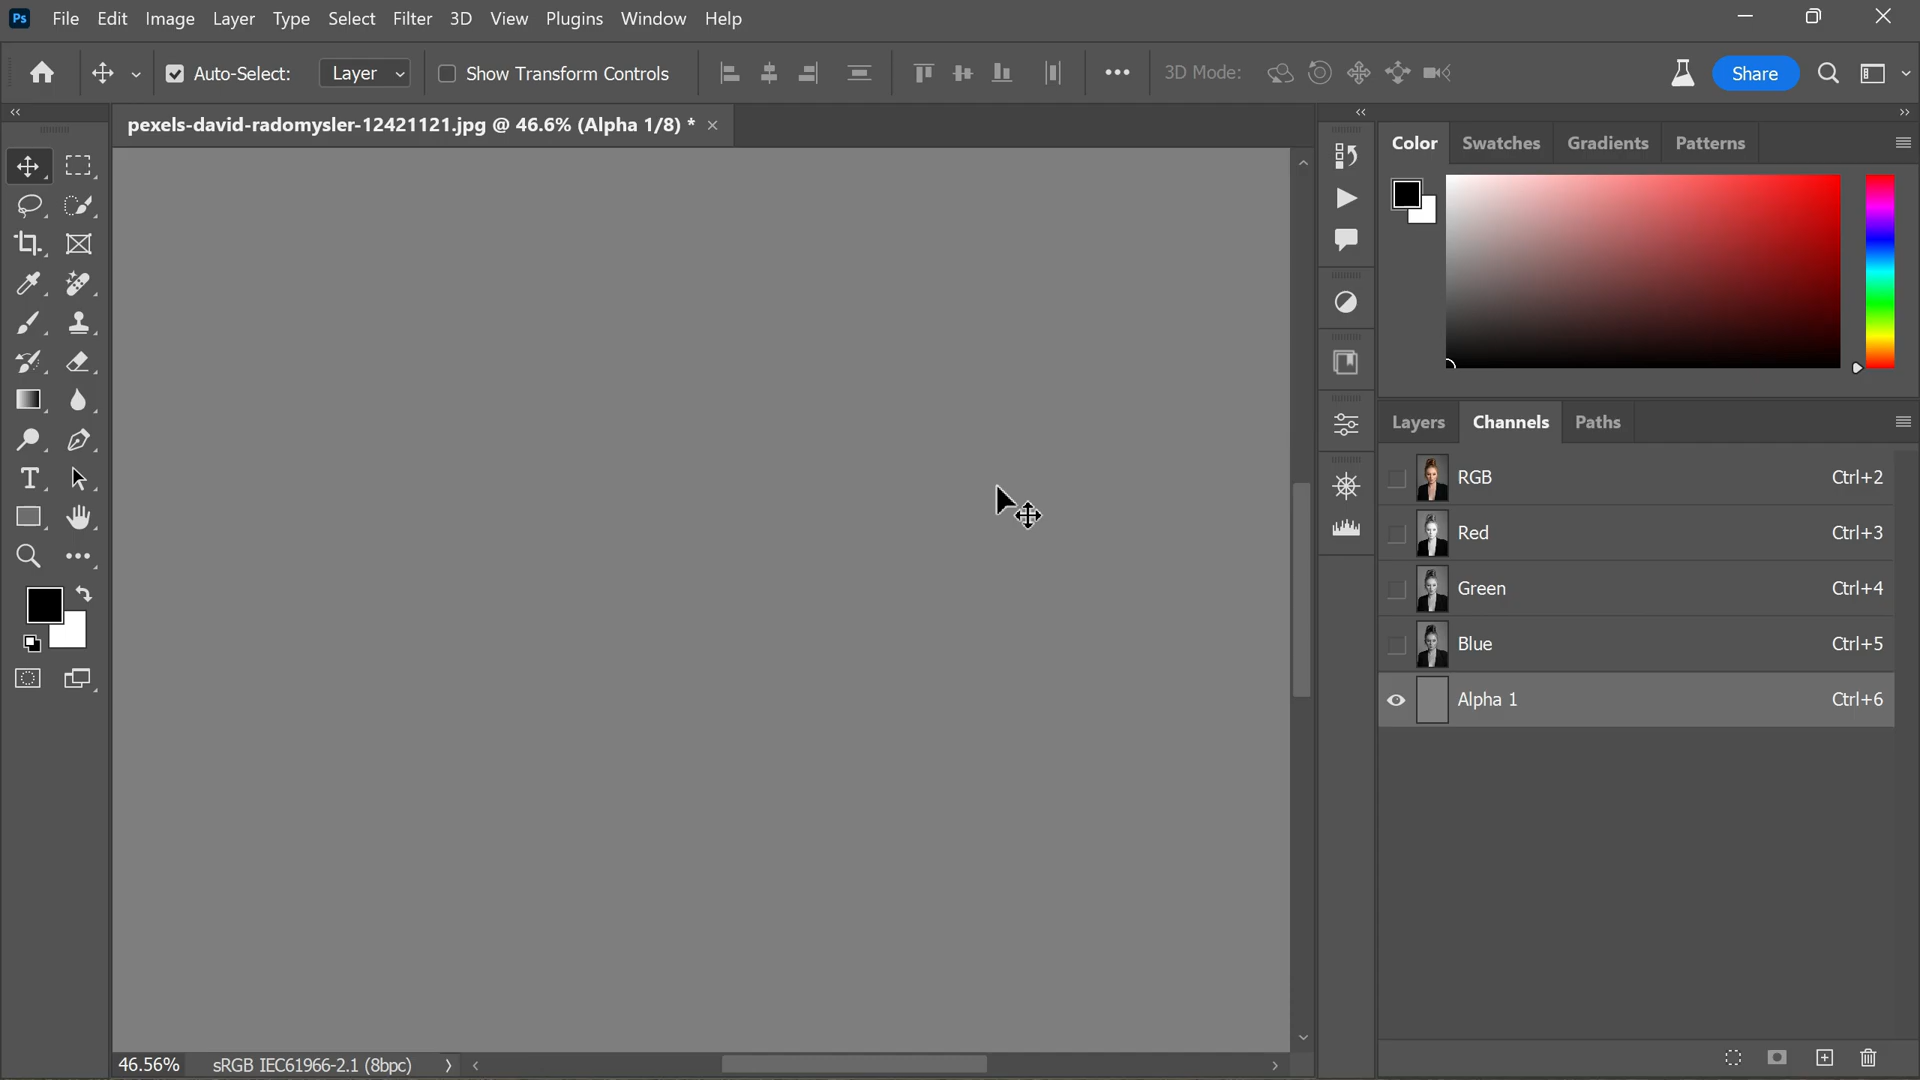 Ps File Edit Image Layer Type Select Filter 3D View Plugins Window Help
Auto-Select: Layer Show Transform Controls 3D Mode: Share
pexels-david-radomysler-12421121.jpg @ 46.6% (Alpha 1/8) *
Color Swatches Gradients Patterns
Layers Channels Paths
RGB Ctrl+2
Red Ctrl+3
Green Ctrl+4
Blue Ctrl+5
Alpha 1 Ctrl+6
46.56% sRGB IEC61966-2.1 (8bpc)